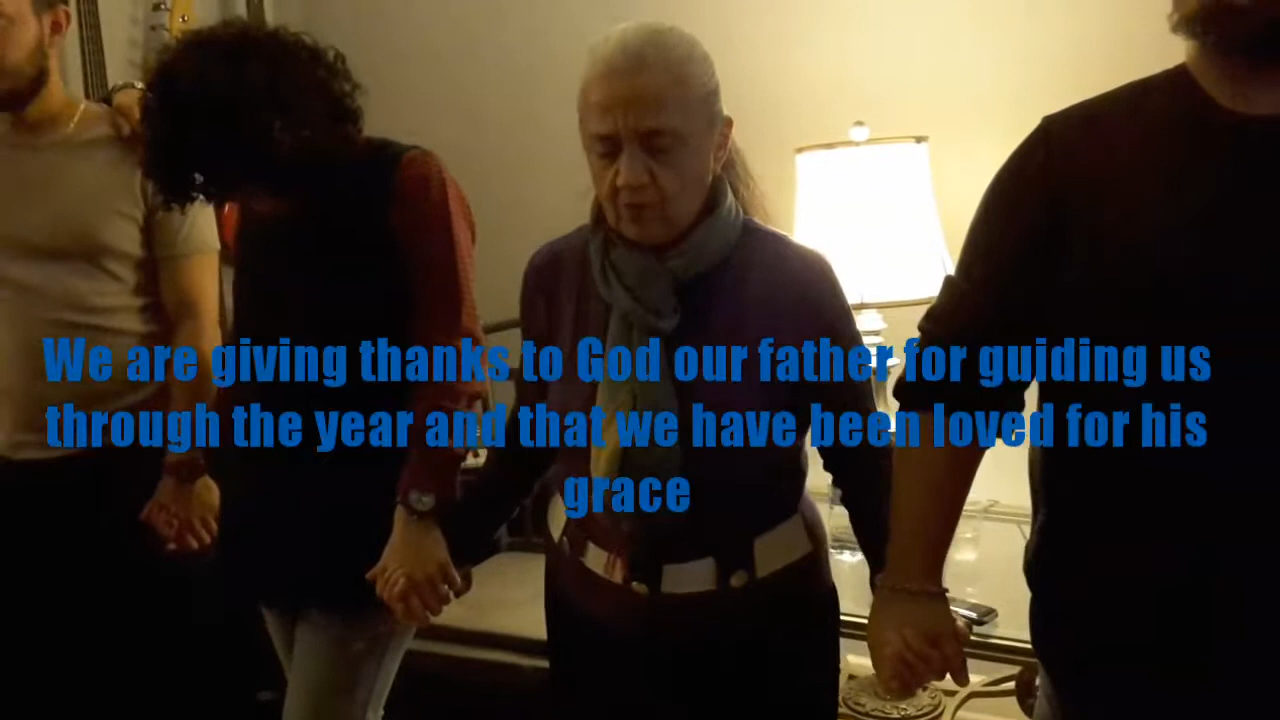 We are giving thanks to God our father for guiding us
through the year and that we have been loved for his
grace